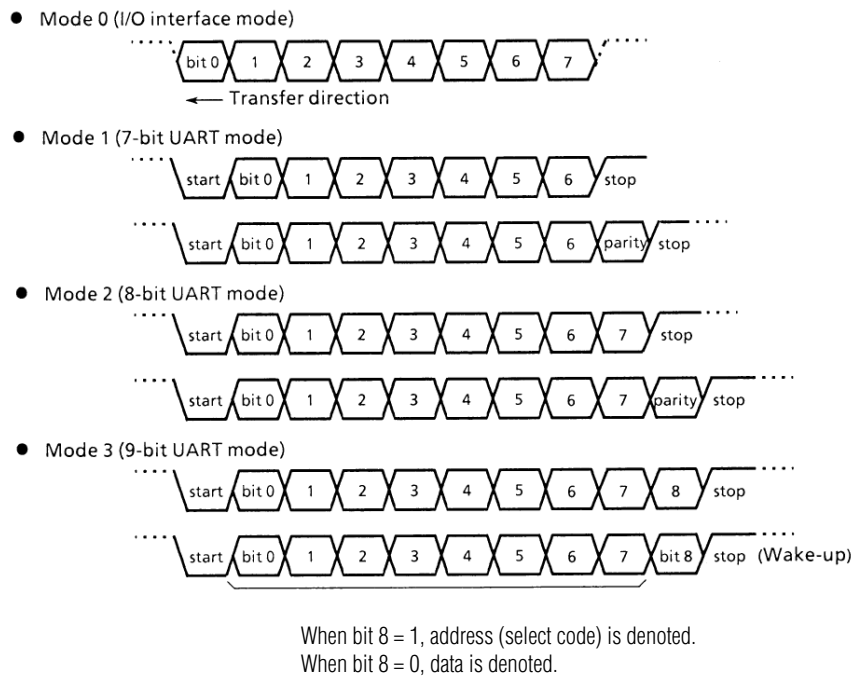 ● Mode 0 (I/O interface mode)
bit 0 1 2 3 4 5 6 7
← Transfer direction
● Mode 1 (7-bit UART mode)
start bit 0 1 2 3 4 5 6 stop
start bit 0 1 2 3 4 5 6 parity stop
● Mode 2 (8-bit UART mode)
start bit 0 1 2 3 4 5 6 7 stop
start bit 0 1 2 3 4 5 6 7 parity stop
● Mode 3 (9-bit UART mode)
start bit 0 1 2 3 4 5 6 7 8 stop
start bit 0 1 2 3 4 5 6 7 bit 8 stop (Wake-up)
When bit 8 = 1, address (select code) is denoted.
When bit 8 = 0, data is denoted.